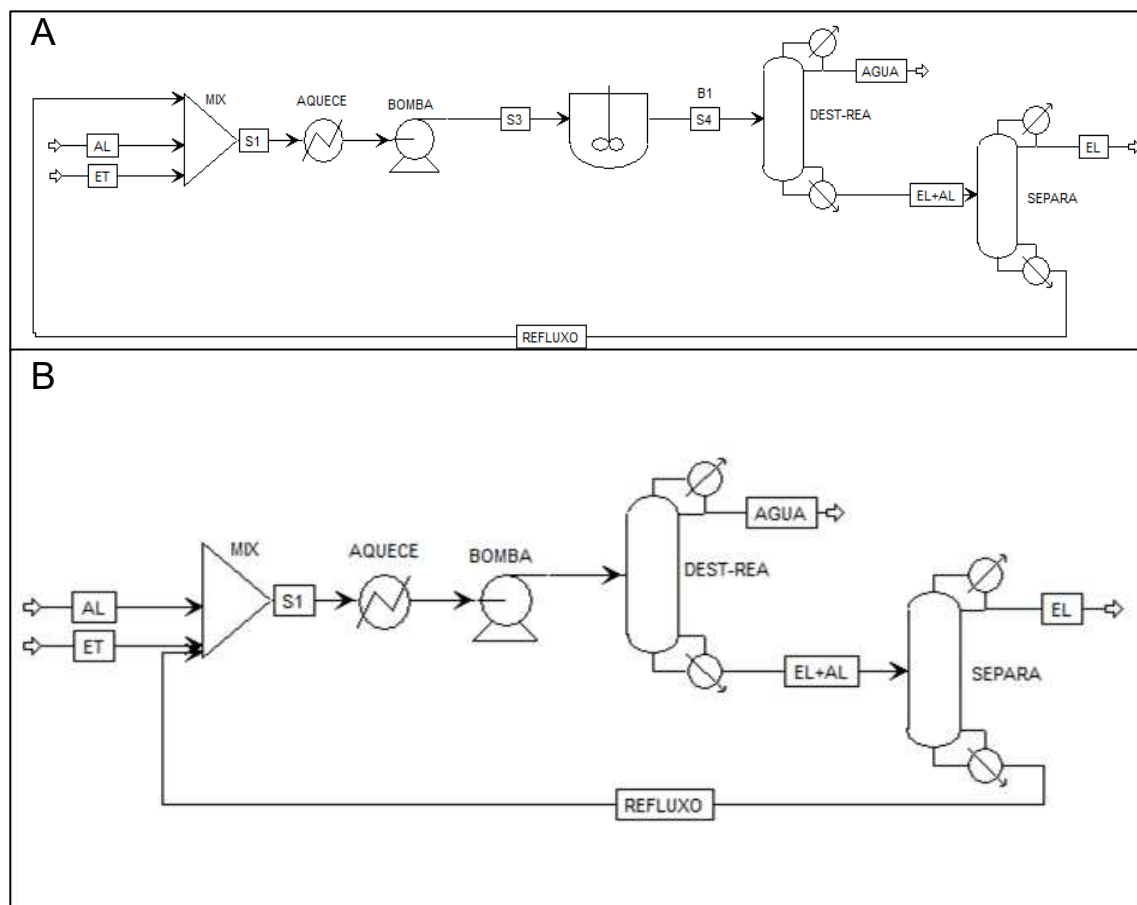 A
MIX
AQUECE
BOMBA
B1
AL
ET
S1
S3
S4
DEST-REA
AGUA
EL+AL
SEPARA
EL
REFLUXO
B
MIX
AQUECE
BOMBA
AL
ET
S1
DEST-REA
AGUA
EL+AL
SEPARA
EL
REFLUXO